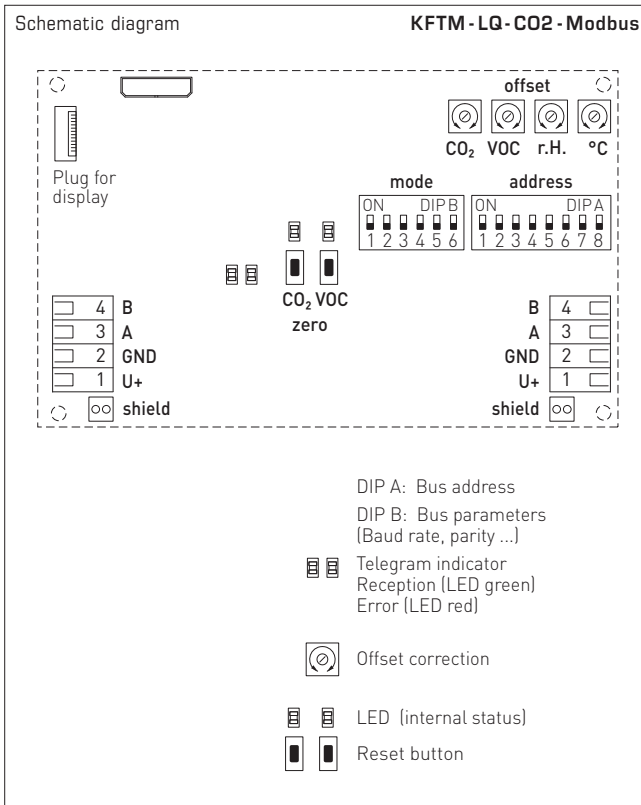 Schematic diagram KFTM - LQ - CO2 - Modbus
offset
CO₂ VOC r.H. °C
Plug for
display
mode address
ON DIP B ON DIP A
1 2 3 4 5 6 1 2 3 4 5 6 7 8
CO₂ VOC
zero
4 B B 4
3 A A 3
2 GND GND 2
1 U+ U+ 1
shield shield
DIP A: Bus address
DIP B: Bus parameters
(Baud rate, parity ...)
Telegram indicator
Reception (LED green)
Error (LED red)
Offset correction
LED (internal status)
Reset button